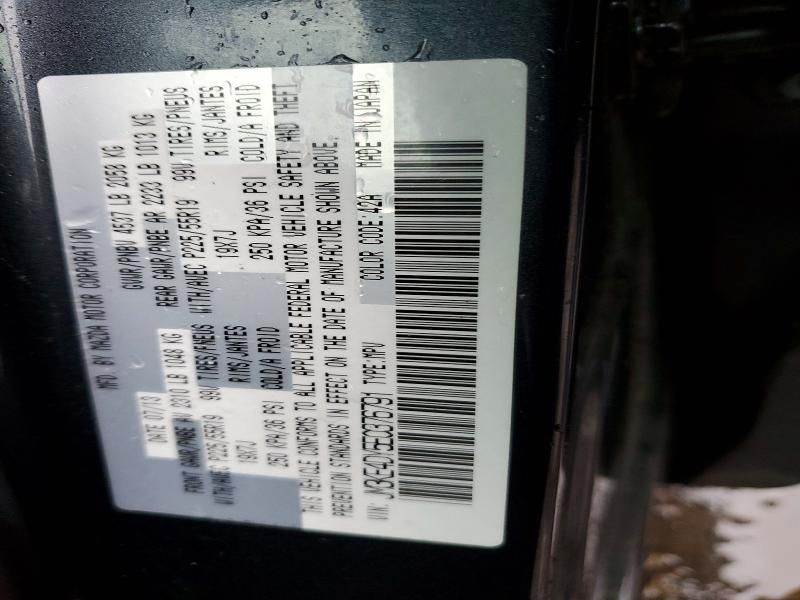 MFD. BY MAZDA MOTOR CORPORATION
DATE 07/13 GVWR/PNBV 4537 LB 2058 KG
FRONT GAWR/PNBE AV 2310 LB 1048 KG REAR GAWR/PNBE AR 2233 LB 1013 KG
WITH/AVEC P225/55R19 99V TIRES/PNEUS WITH/AVEC P225/55R19 99V TIRES/PNEUS
19X7J RIMS/JANTES 19X7J RIMS/JANTES
250 KPA/36 PSI COLD/A FROID 250 KPA/36 PSI COLD/A FROID
THIS VEHICLE CONFORMS TO ALL APPLICABLE FEDERAL MOTOR VEHICLE SAFETY AND THEFT
PREVENTION STANDARDS IN EFFECT ON THE DATE OF MANUFACTURE SHOWN ABOVE.
VIN: JM3KE4DY5E0376791 TYPE:MPV COLOR CODE:42A MADE IN JAPAN